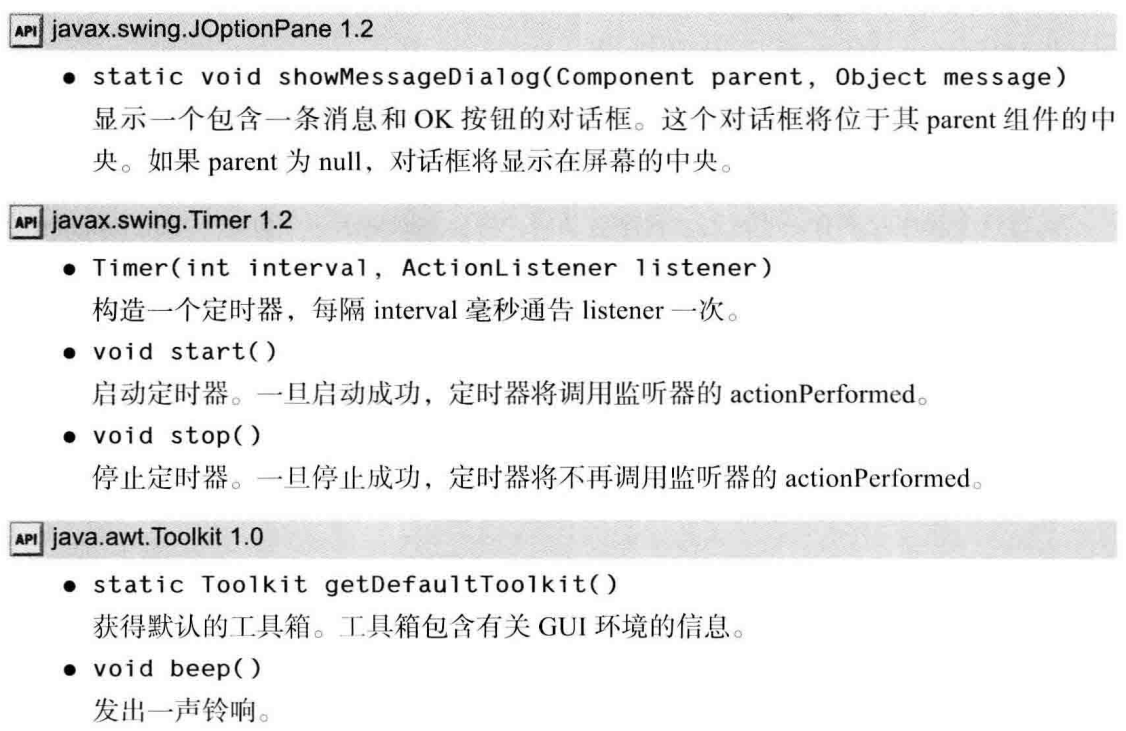 API javax.swing.JOptionPane 1.2
● static void showMessageDialog(Component parent, Object message)
显示一个包含一条消息和 OK 按钮的对话框。这个对话框将位于其 parent 组件的中
央。如果 parent 为 null，对话框将显示在屏幕的中央。
API javax.swing.Timer 1.2
● Timer(int interval, ActionListener listener)
构造一个定时器，每隔 interval 毫秒通告 listener 一次。
● void start()
启动定时器。一旦启动成功，定时器将调用监听器的 actionPerformed。
● void stop()
停止定时器。一旦停止成功，定时器将不再调用监听器的 actionPerformed。
API java.awt.Toolkit 1.0
● static Toolkit getDefaultToolkit()
获得默认的工具箱。工具箱包含有关 GUI 环境的信息。
● void beep()
发出一声铃响。